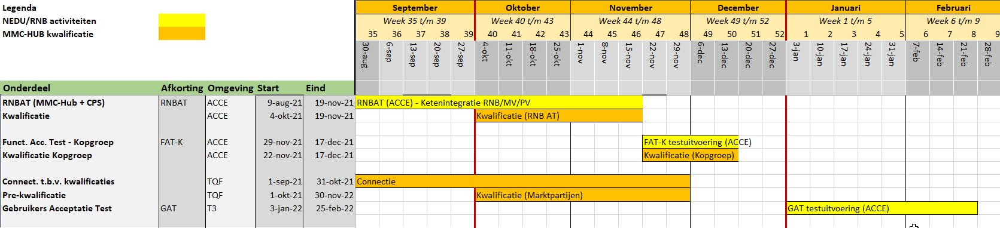 Legenda
NEDU/RNB activiteiten
MMC-HUB kwalificatie
September Oktober November December Januari Februari
Week 35 t/m 39 Week 40 t/m 43 Week 44 t/m 48 Week 49 t/m 52 Week 1 t/m 5 Week 6 t/m 9
35 36 37 38 39 40 41 42 43 44 45 46 47 48 49 50 51 52 1 2 3 4 5 6 7 8 9
30-aug 6-sep 13-sep 20-sep 27-sep 4-okt 11-okt 18-okt 25-okt 1-nov 8-nov 15-nov 22-nov 29-nov 6-dec 13-dec 20-dec 27-dec 3-jan 10-jan 17-jan 24-jan 31-jan 7-feb 14-feb 21-feb 28-feb
Onderdeel Afkorting Omgeving Start Eind
RNBAT (MMC-Hub + CPS) RNBAT ACCE 9-aug-21 19-nov-21 RNBAT (ACCE) - Ketenintegratie RNB/MV/PV
Kwalificatie ACCE 4-okt-21 19-nov-21 Kwalificatie (RNB AT)
Funct. Acc. Test - Kopgroep FAT-K ACCE 29-nov-21 17-dec-21 FAT-K testuitvoering (ACCE)
Kwalificatie Kopgroep ACCE 22-nov-21 17-dec-21 Kwalificatie (Kopgroep)
Connect. t.b.v. kwalificaties TQF 1-sep-21 31-okt-21 Connectie
Pre-kwalificatie TQF 1-okt-21 30-nov-22 Kwalificatie (Marktpartijen)
Gebruikers Acceptatie Test GAT T3 3-jan-22 25-feb-22 GAT testuitvoering (ACCE)